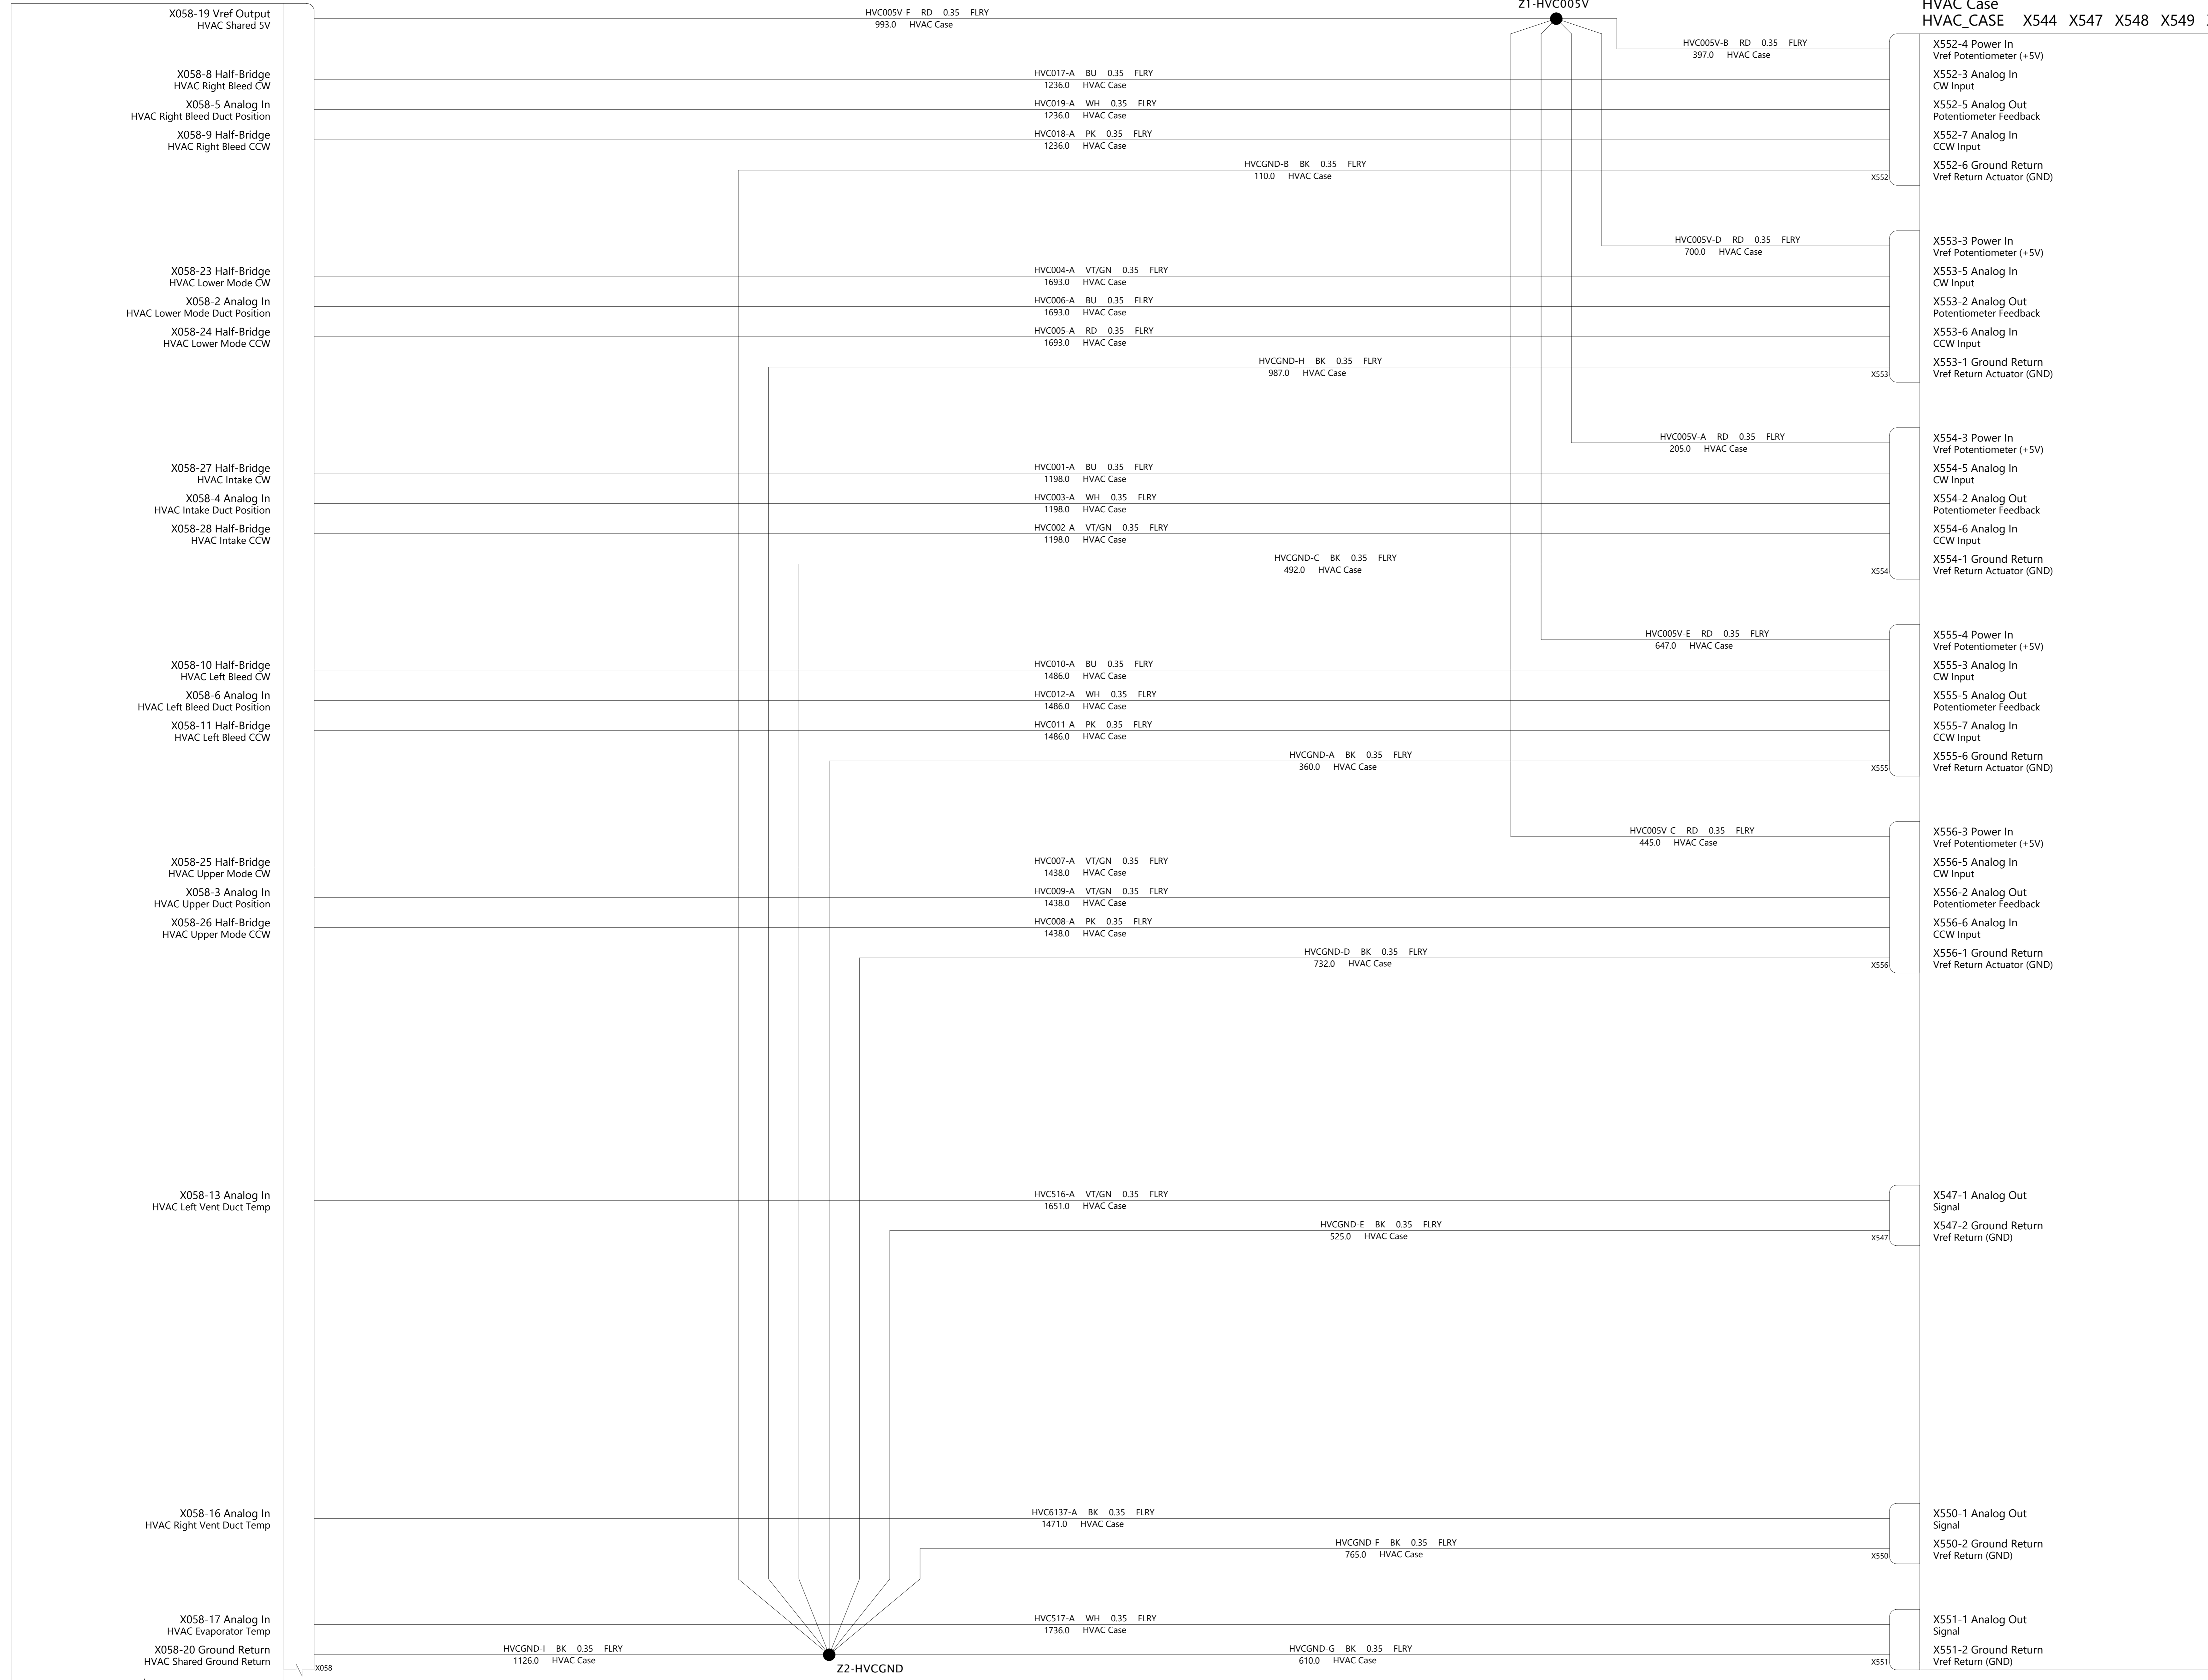 Z1-HVC005V
HVAC Case
HVAC_CASE X544 X547 X548 X549
X058-19 Vref Output
HVAC Shared 5V
HVC005V-F RD 0.35 FLRY
993.0 HVAC Case
HVC005V-B RD 0.35 FLRY
397.0 HVAC Case
X552-4 Power In
Vref Potentiometer (+5V)
X058-8 Half-Bridge
HVAC Right Bleed CW
HVC017-A BU 0.35 FLRY
1236.0 HVAC Case
X552-3 Analog In
CW Input
X058-5 Analog In
HVAC Right Bleed Duct Position
HVC019-A WH 0.35 FLRY
1236.0 HVAC Case
X552-5 Analog Out
Potentiometer Feedback
X058-9 Half-Bridge
HVAC Right Bleed CCW
HVC018-A PK 0.35 FLRY
1236.0 HVAC Case
X552-7 Analog In
CCW Input
HVCGND-B BK 0.35 FLRY
110.0 HVAC Case
X552
X552-6 Ground Return
Vref Return Actuator (GND)
HVC005V-D RD 0.35 FLRY
700.0 HVAC Case
X553-3 Power In
Vref Potentiometer (+5V)
X058-23 Half-Bridge
HVAC Lower Mode CW
HVC004-A VT/GN 0.35 FLRY
1693.0 HVAC Case
X553-5 Analog In
CW Input
X058-2 Analog In
HVAC Lower Mode Duct Position
HVC006-A BU 0.35 FLRY
1693.0 HVAC Case
X553-2 Analog Out
Potentiometer Feedback
X058-24 Half-Bridge
HVAC Lower Mode CCW
HVC005-A RD 0.35 FLRY
1693.0 HVAC Case
X553-6 Analog In
CCW Input
HVCGND-H BK 0.35 FLRY
987.0 HVAC Case
X553
X553-1 Ground Return
Vref Return Actuator (GND)
HVC005V-A RD 0.35 FLRY
205.0 HVAC Case
X554-3 Power In
Vref Potentiometer (+5V)
X058-27 Half-Bridge
HVAC Intake CW
HVC001-A BU 0.35 FLRY
1198.0 HVAC Case
X554-5 Analog In
CW Input
X058-4 Analog In
HVAC Intake Duct Position
HVC003-A WH 0.35 FLRY
1198.0 HVAC Case
X554-2 Analog Out
Potentiometer Feedback
X058-28 Half-Bridge
HVAC Intake CCW
HVC002-A VT/GN 0.35 FLRY
1198.0 HVAC Case
X554-6 Analog In
CCW Input
HVCGND-C BK 0.35 FLRY
492.0 HVAC Case
X554
X554-1 Ground Return
Vref Return Actuator (GND)
HVC005V-E RD 0.35 FLRY
647.0 HVAC Case
X555-4 Power In
Vref Potentiometer (+5V)
X058-10 Half-Bridge
HVAC Left Bleed CW
HVC010-A BU 0.35 FLRY
1486.0 HVAC Case
X555-3 Analog In
CW Input
X058-6 Analog In
HVAC Left Bleed Duct Position
HVC012-A WH 0.35 FLRY
1486.0 HVAC Case
X555-5 Analog Out
Potentiometer Feedback
X058-11 Half-Bridge
HVAC Left Bleed CCW
HVC011-A PK 0.35 FLRY
1486.0 HVAC Case
X555-7 Analog In
CCW Input
HVCGND-A BK 0.35 FLRY
360.0 HVAC Case
X555
X555-6 Ground Return
Vref Return Actuator (GND)
HVC005V-C RD 0.35 FLRY
445.0 HVAC Case
X556-3 Power In
Vref Potentiometer (+5V)
X058-25 Half-Bridge
HVAC Upper Mode CW
HVC007-A VT/GN 0.35 FLRY
1438.0 HVAC Case
X556-5 Analog In
CW Input
X058-3 Analog In
HVAC Upper Duct Position
HVC009-A VT/GN 0.35 FLRY
1438.0 HVAC Case
X556-2 Analog Out
Potentiometer Feedback
X058-26 Half-Bridge
HVAC Upper Mode CCW
HVC008-A PK 0.35 FLRY
1438.0 HVAC Case
X556-6 Analog In
CCW Input
HVCGND-D BK 0.35 FLRY
732.0 HVAC Case
X556
X556-1 Ground Return
Vref Return Actuator (GND)
X058-13 Analog In
HVAC Left Vent Duct Temp
HVC516-A VT/GN 0.35 FLRY
1651.0 HVAC Case
X547-1 Analog Out
Signal
HVCGND-E BK 0.35 FLRY
525.0 HVAC Case
X547
X547-2 Ground Return
Vref Return (GND)
X058-16 Analog In
HVAC Right Vent Duct Temp
HVC6137-A BK 0.35 FLRY
1471.0 HVAC Case
X550-1 Analog Out
Signal
HVCGND-F BK 0.35 FLRY
765.0 HVAC Case
X550
X550-2 Ground Return
Vref Return (GND)
X058-17 Analog In
HVAC Evaporator Temp
HVC517-A WH 0.35 FLRY
1736.0 HVAC Case
X551-1 Analog Out
Signal
X058-20 Ground Return
HVAC Shared Ground Return
X058
HVCGND-I BK 0.35 FLRY
1126.0 HVAC Case
Z2-HVCGND
HVCGND-G BK 0.35 FLRY
610.0 HVAC Case
X551
X551-2 Ground Return
Vref Return (GND)